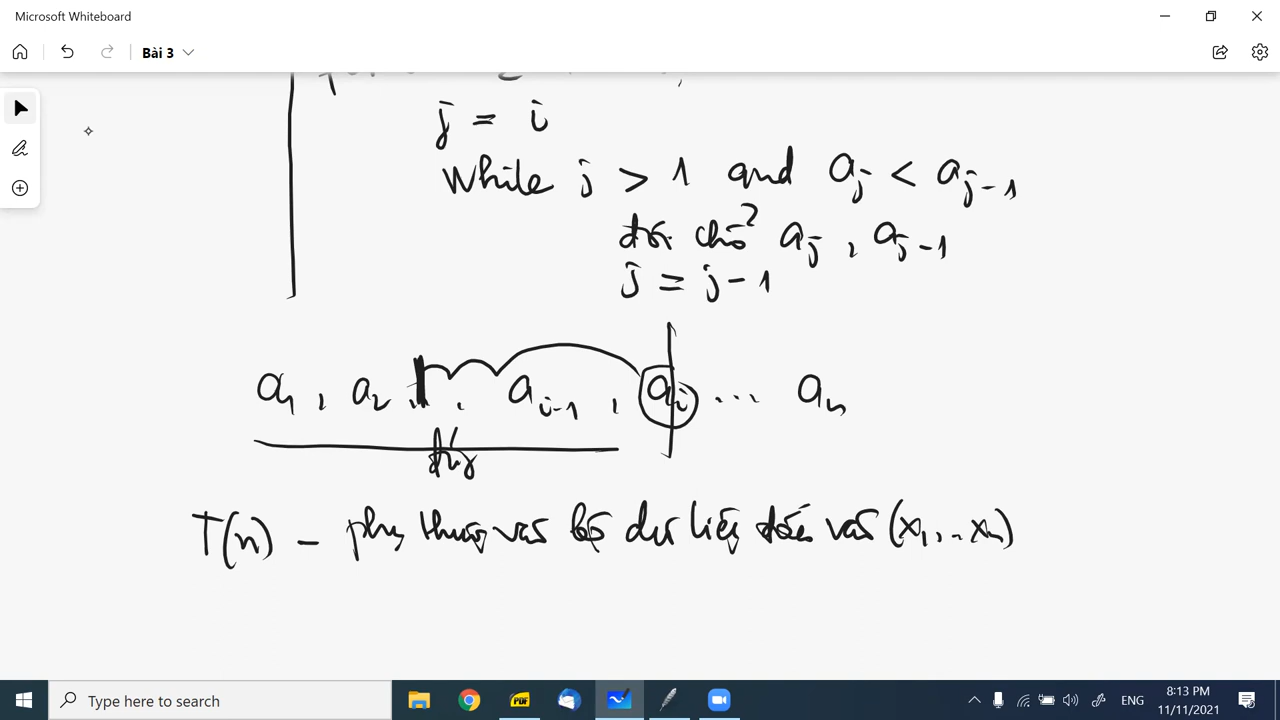 Microsoft Whiteboard
Bài 3
j = i
While j > 1 and aj < aj-1
đổi chỗ aj , aj-1
j = j-1
a1 , a2 . . ai-1 , ai ... an
đúng
T(n) - phụ thuộc vào bộ dữ liệu đầu vào (x1,..xn)
Type here to search
PDF
ENG
8:13 PM
11/11/2021